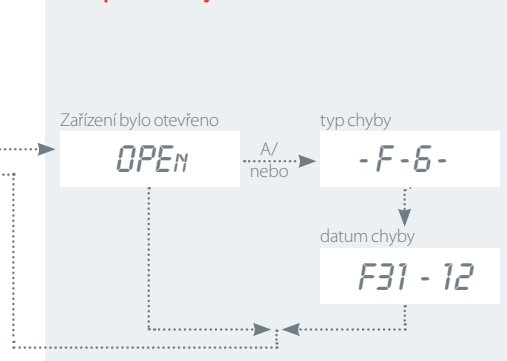 Zařízení bylo otevřeno
OPEn
A/
nebo
typ chyby
-F-6-
datum chyby
F31 - 12